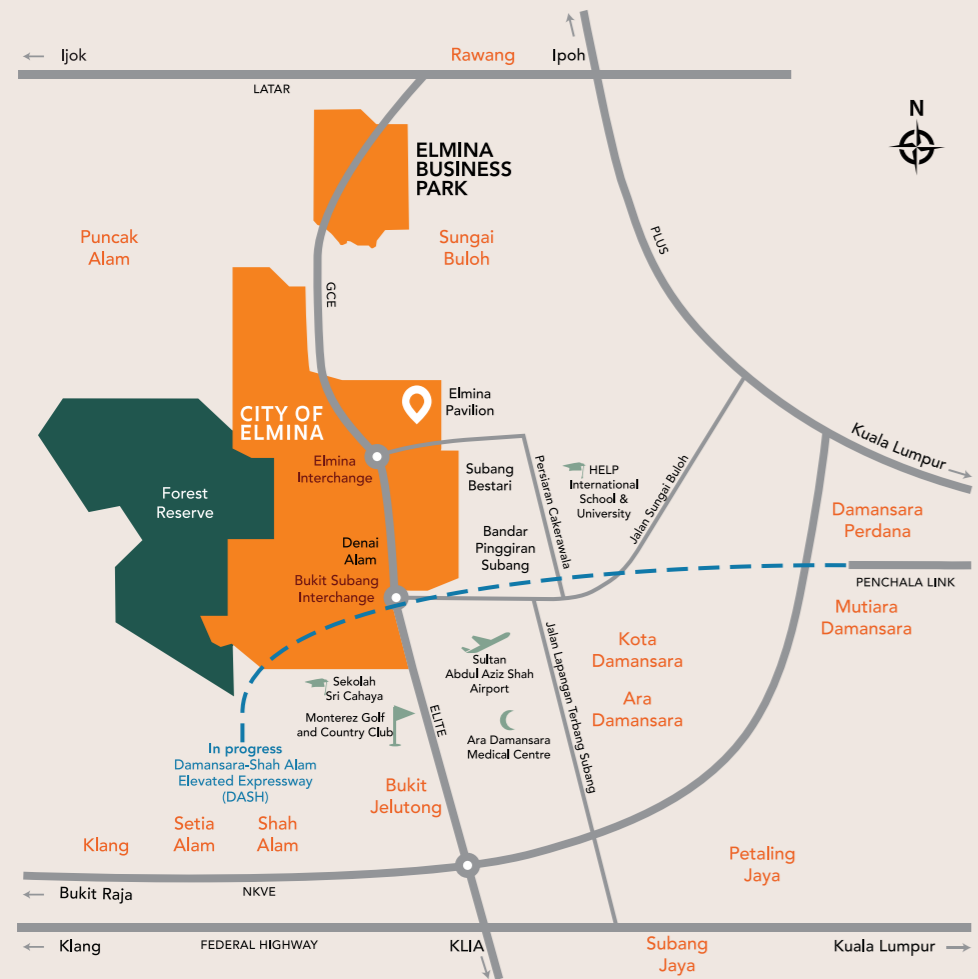 Ijok
Rawang
Ipoh
LATAR
N
ELMINA
BUSINESS
PARK
Puncak
Alam
Sungai
Buloh
PLUS
GCE
CITY OF
ELMINA
Elmina
Pavilion
Elmina
Interchange
Subang
Bestari
Persiaran Cakerawala
HELP
International
School &
University
Jalan Sungai Buloh
Kuala Lumpur
Forest
Reserve
Damansara
Perdana
Denai
Alam
Bandar
Pinggiran
Subang
Bukit Subang
Interchange
PENCHALA LINK
Mutiara
Damansara
Sekolah
Sri Cahaya
Monterez Golf
and Country Club
Sultan
Abdul Aziz Shah
Airport
Ara Damansara
Medical Centre
Jalan Lapangan Terbang Subang
Kota
Damansara
Ara
Damansara
ELITE
In progress
Damansara-Shah Alam
Elevated Expressway
(DASH)
Bukit
Jelutong
Klang
Setia
Alam
Shah
Alam
Petaling
Jaya
Bukit Raja
NKVE
Klang
FEDERAL HIGHWAY
KLIA
Subang
Jaya
Kuala Lumpur